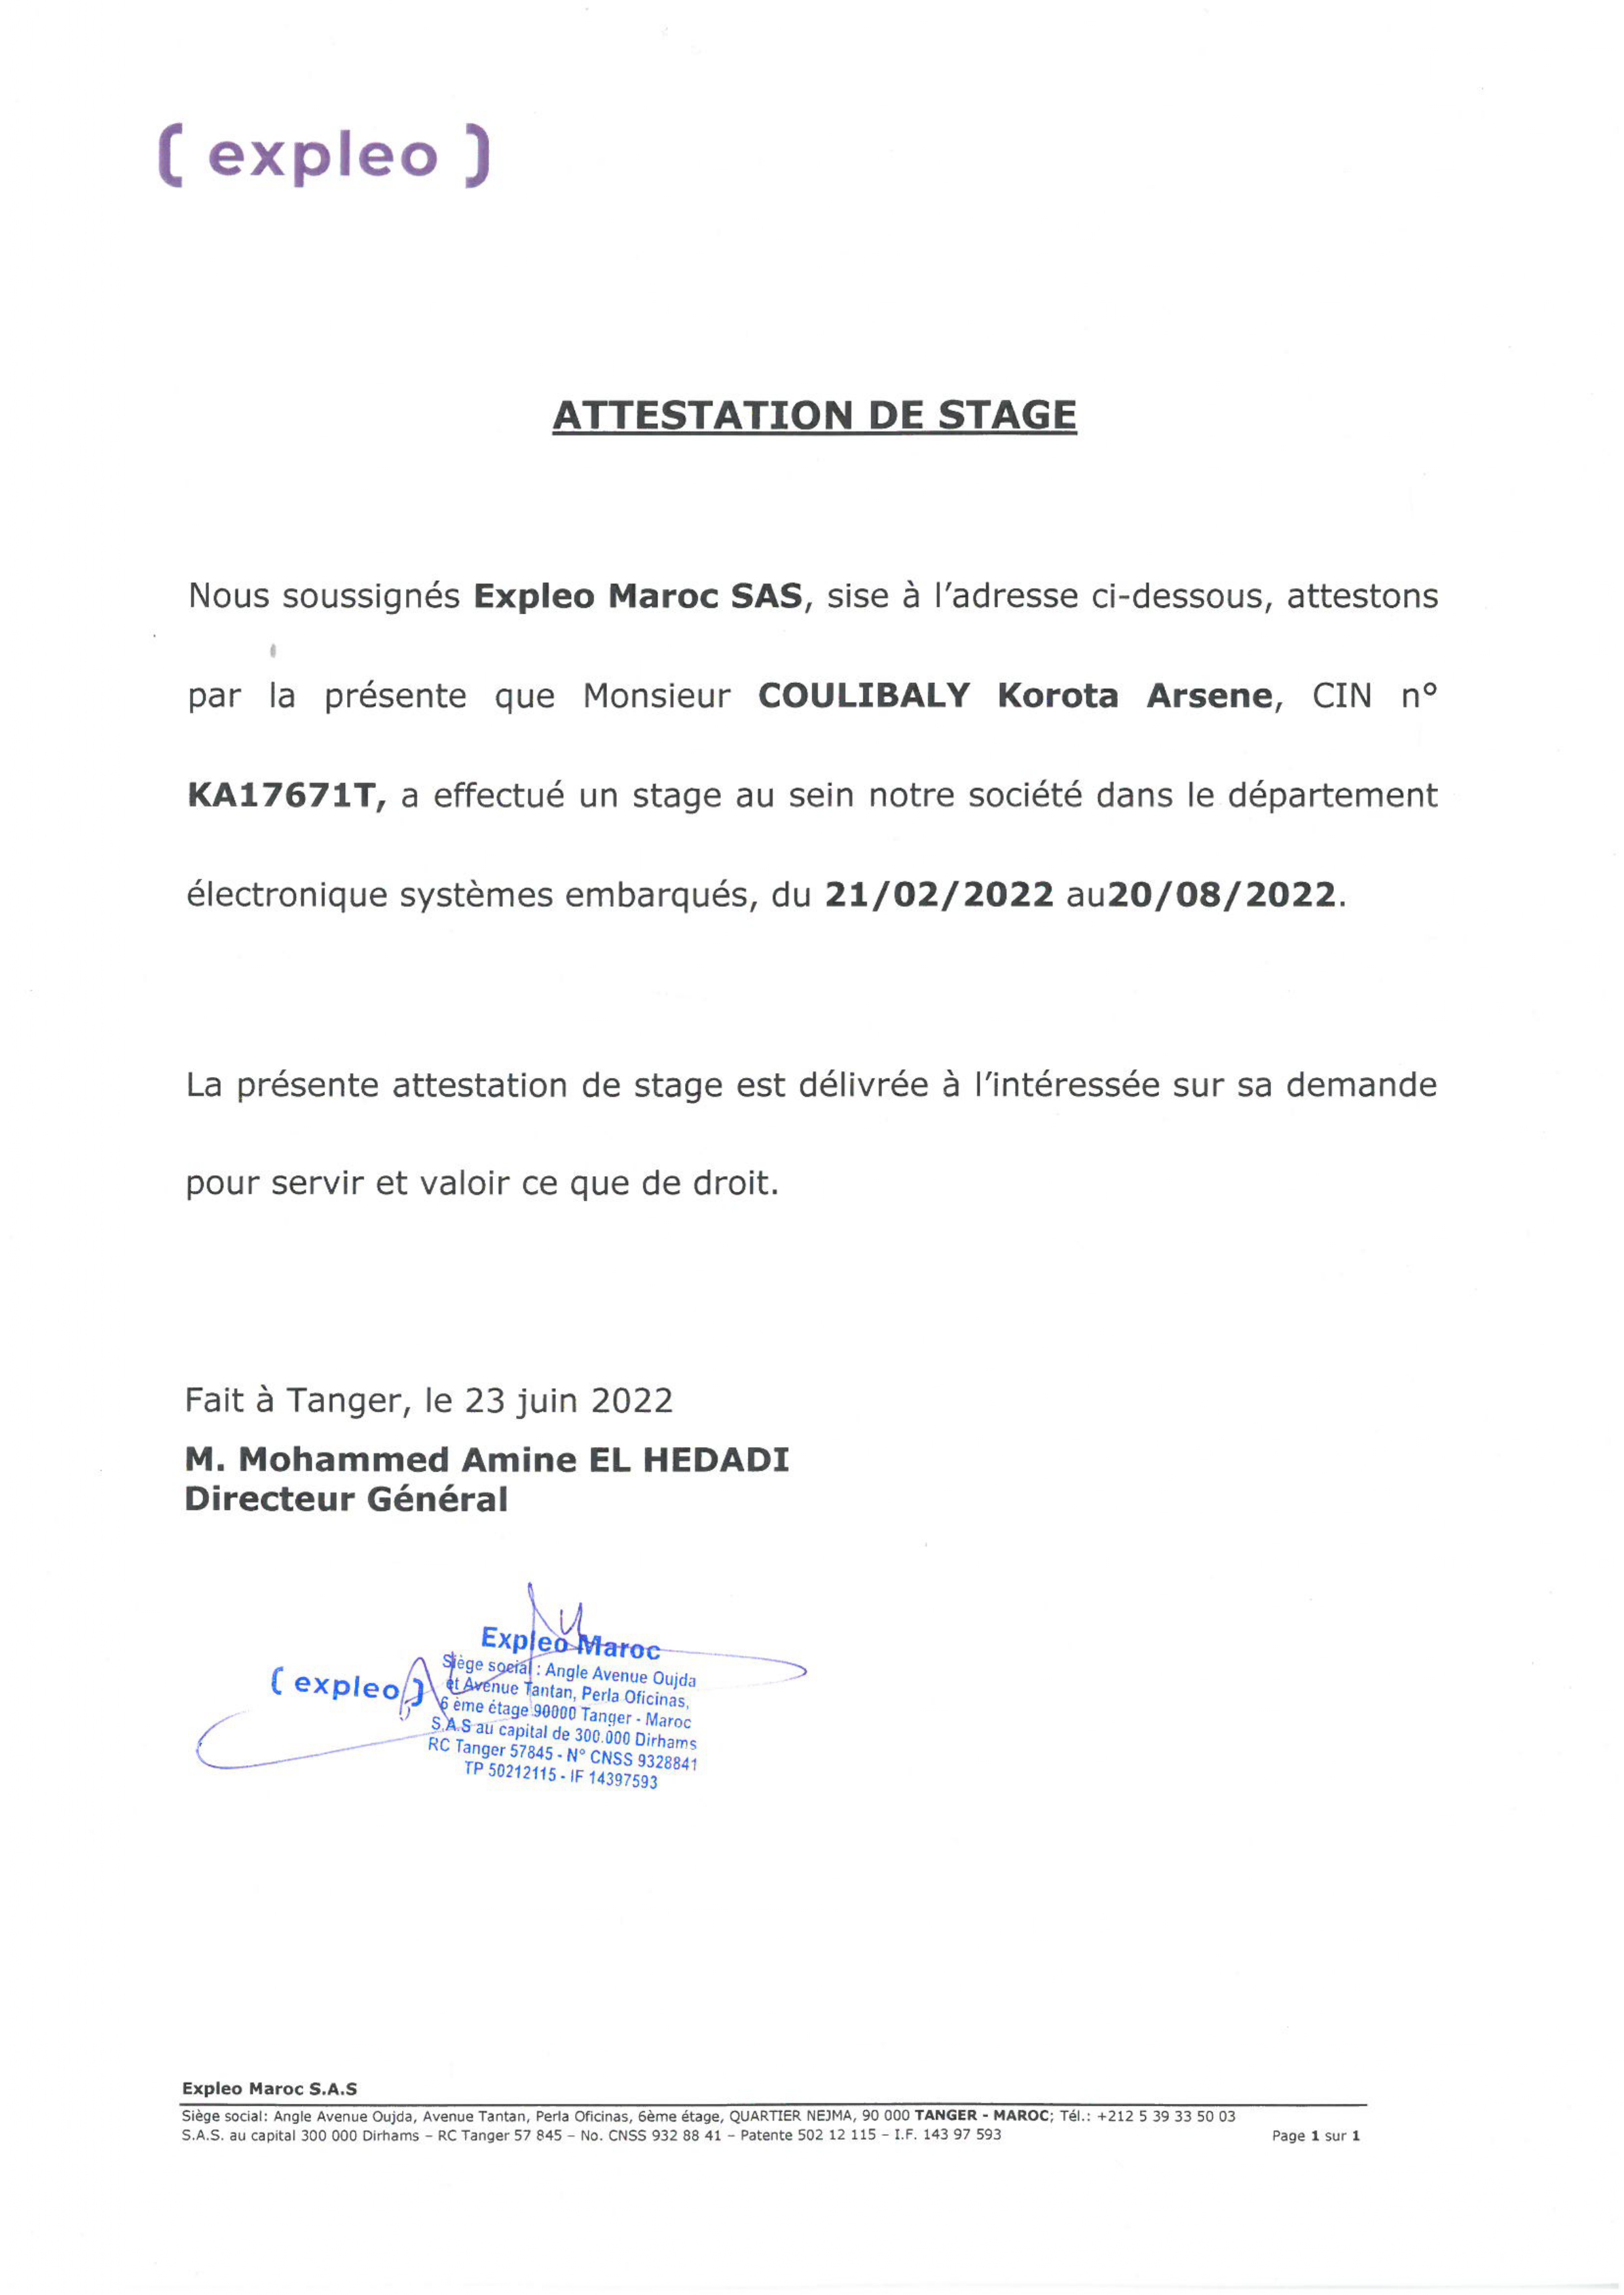 ( expleo )
ATTESTATION DE STAGE
Nous soussignés Expleo Maroc SAS, sise à l'adresse ci-dessous, attestons
par la présente que Monsieur COULIBALY Korota Arsene, CIN n°
KA17671T, a effectué un stage au sein notre société dans le département
électronique systèmes embarqués, du 21/02/2022 au20/08/2022.
La présente attestation de stage est délivrée à l'intéressée sur sa demande
pour servir et valoir ce que de droit.
Fait à Tanger, le 23 juin 2022
M. Mohammed Amine EL HEDADI
Directeur Général
( expleo )
Expleo Maroc
Siège social : Angle Avenue Oujda
et Avenue Tantan, Perla Oficinas,
6 ème étage 90000 Tanger - Maroc
S.A.S au capital de 300.000 Dirhams
RC Tanger 57845 - N° CNSS 9328841
TP 50212115 - IF 14397593
Expleo Maroc S.A.S
Siège social: Angle Avenue Oujda, Avenue Tantan, Perla Oficinas, 6ème étage, QUARTIER NEJMA, 90 000 TANGER - MAROC; Tél.: +212 5 39 33 50 03
S.A.S. au capital 300 000 Dirhams – RC Tanger 57 845 – No. CNSS 932 88 41 – Patente 502 12 115 – I.F. 143 97 593 Page 1 sur 1